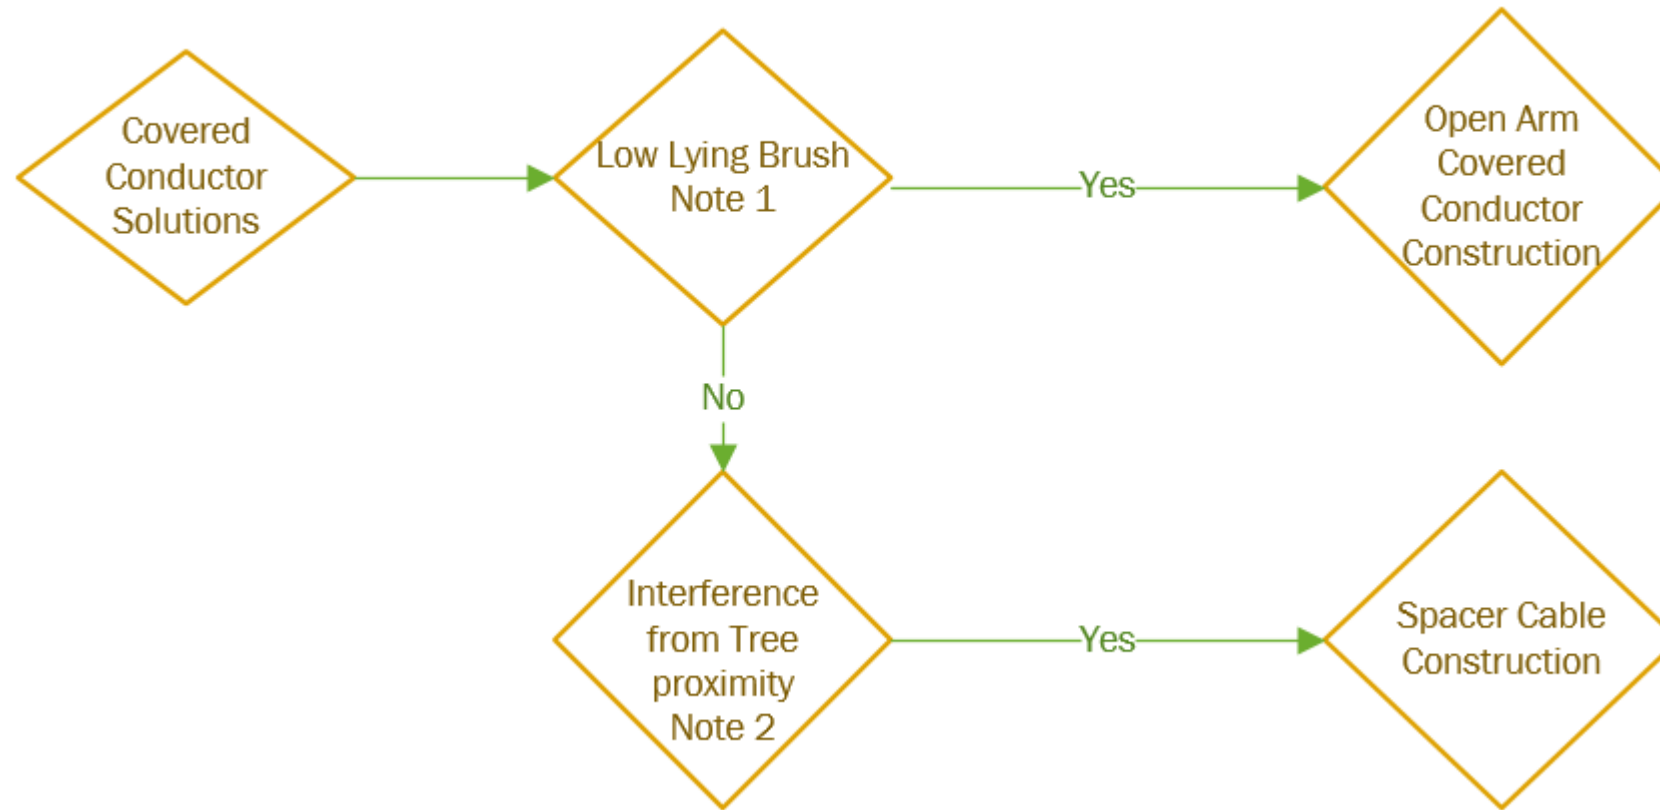 Covered
Conductor
Solutions
Low Lying Brush
Note 1
Yes
Open Arm
Covered
Conductor
Construction
No
Interference
from Tree
proximity
Note 2
Yes
Spacer Cable
Construction